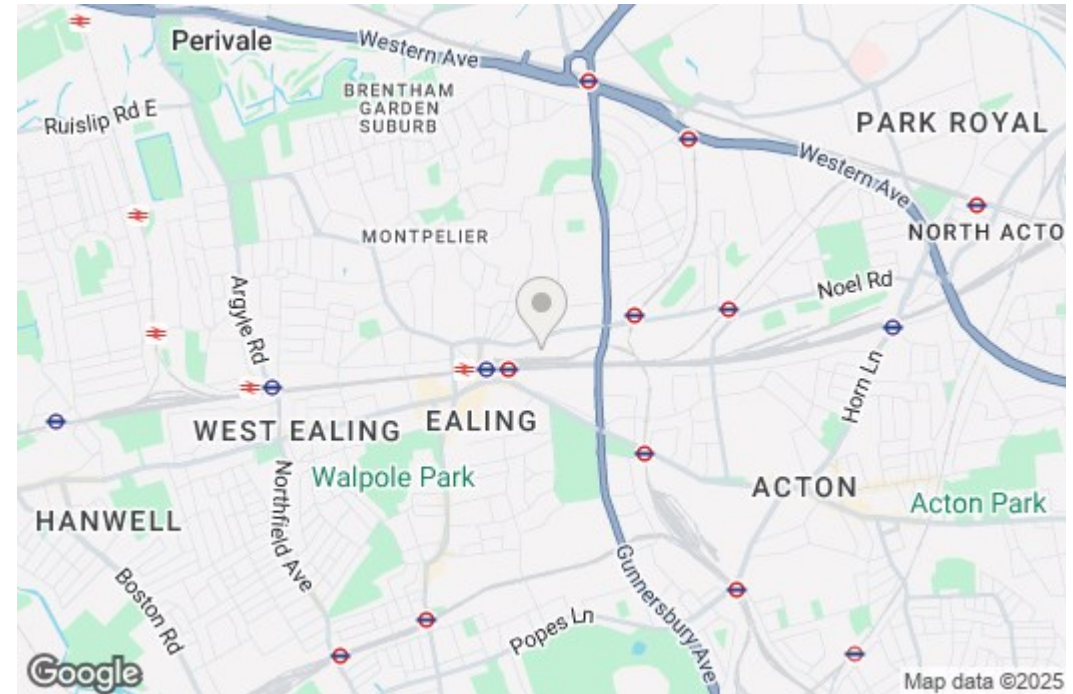 Perivale
Western Ave
BRENTHAM
GARDEN
SUBURB
Ruislip Rd E
PARK ROYAL
Western Ave
MONTPELIER
NORTH ACTO
Argyle Rd
Noel Rd
Horn Ln
WEST EALING
EALING
Walpole Park
ACTON
Acton Park
Northfield Ave
HANWELL
Boston Rd
Gunnersbury Ave
Popes Ln
Google
Map data ©2025